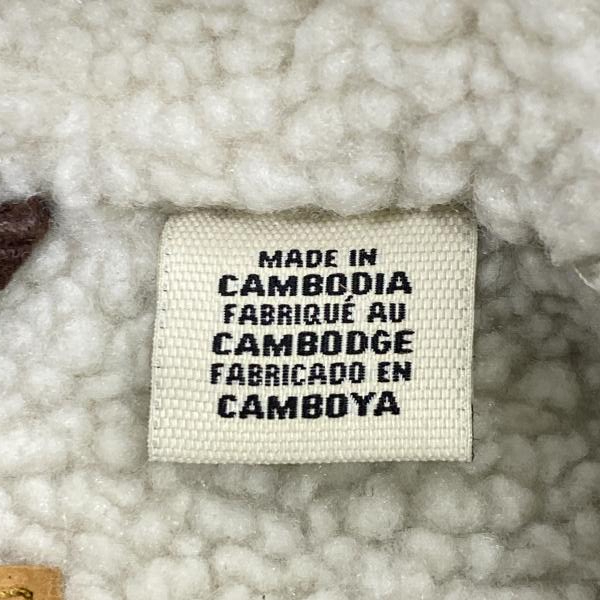 MADE IN
CAMBODIA
FABRIQUÉ AU
CAMBODGE
FABRICADO EN
CAMBOYA